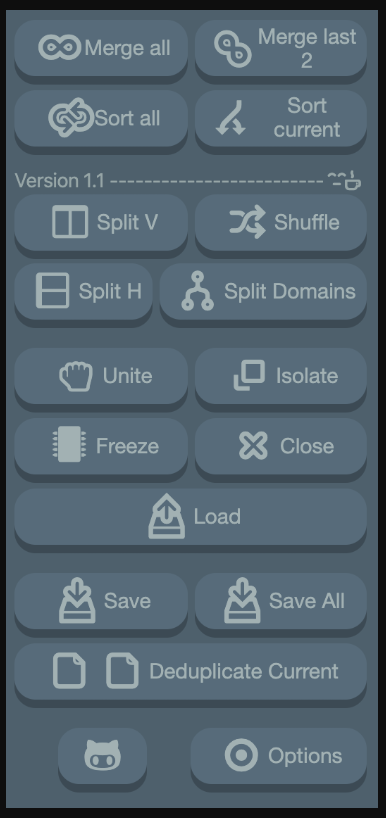 Merge all
Merge last
2
Sort all
Sort
current
Version 1.1 -------------------------
Split V
Shuffle
Split H
Split Domains
Unite
Isolate
Freeze
Close
Load
Save
Save All
Deduplicate Current
Options